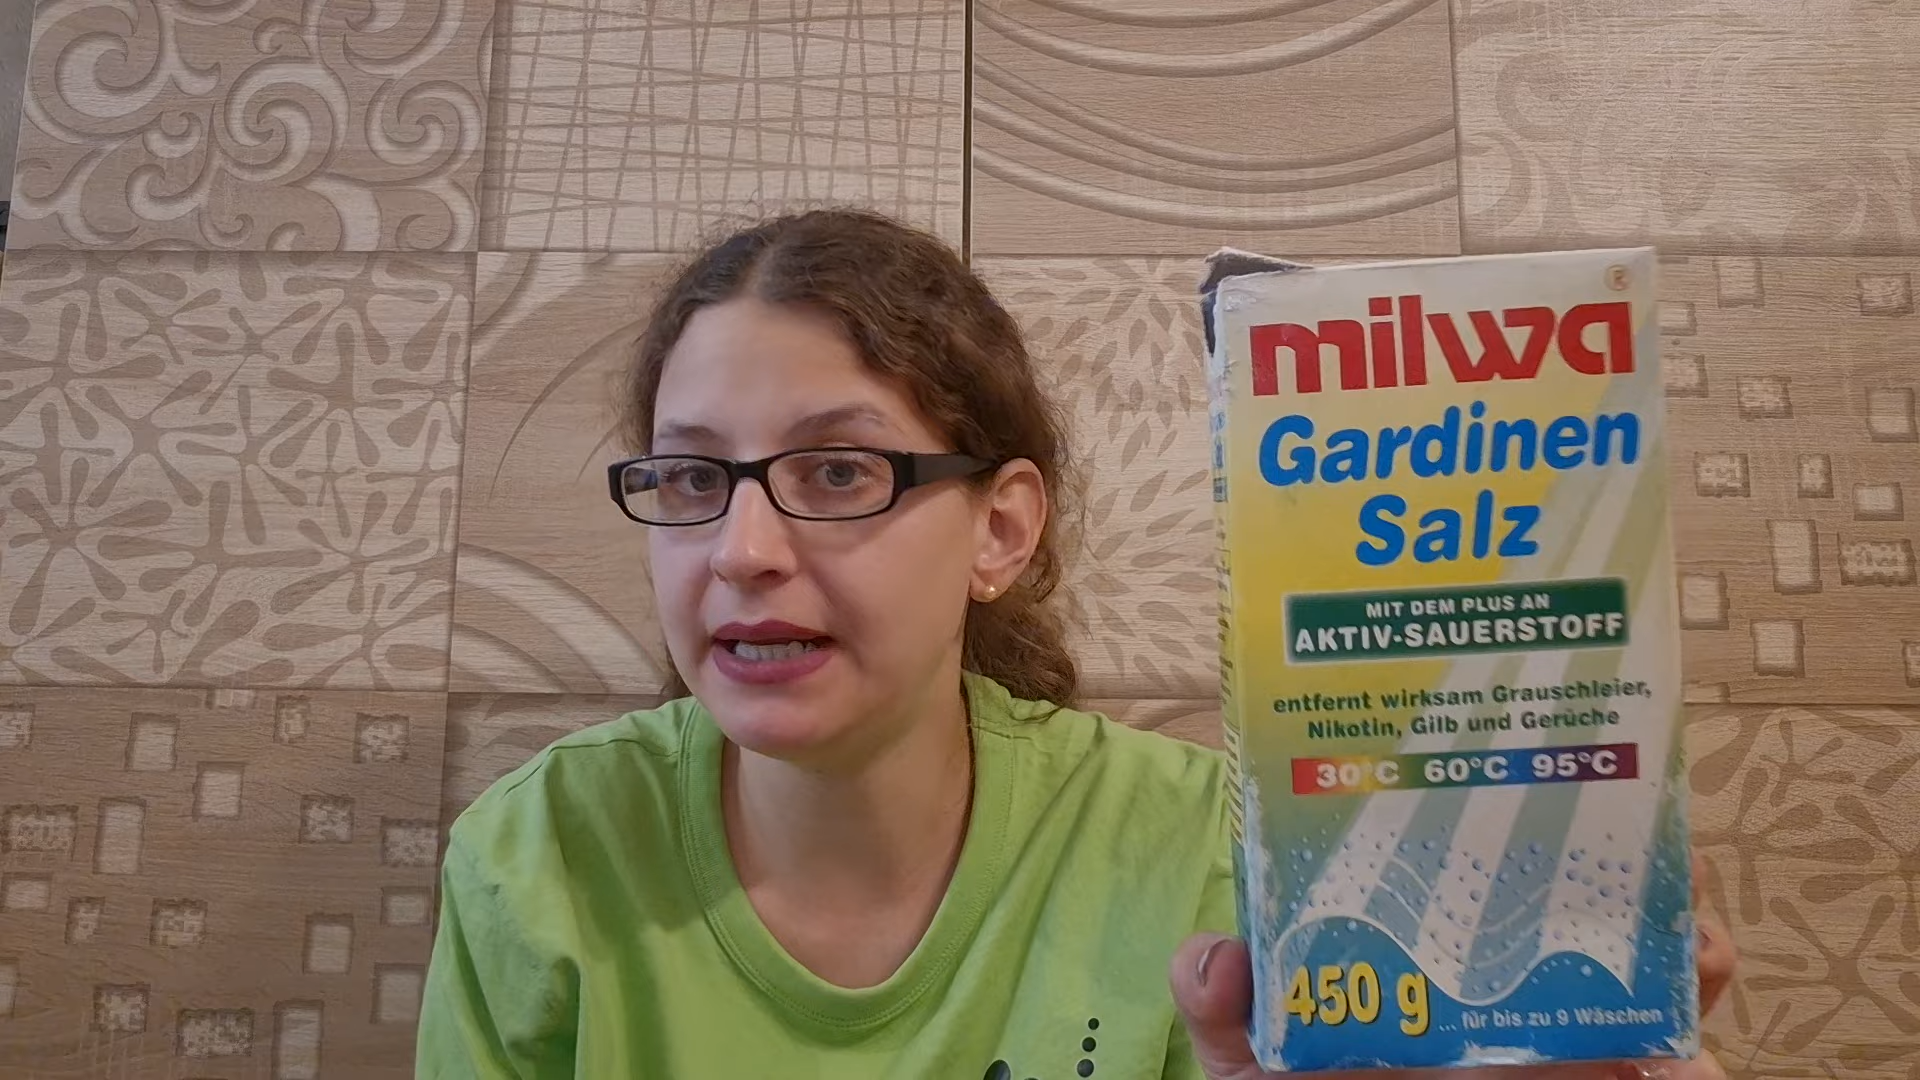 milwa®
Gardinen
Salz
MIT DEM PLUS AN
AKTIV-SAUERSTOFF
entfernt wirksam Grauschleier,
Nikotin, Gilb und Gerüche
30°C 60°C 95°C
450 g
...für bis zu 9 Wäschen